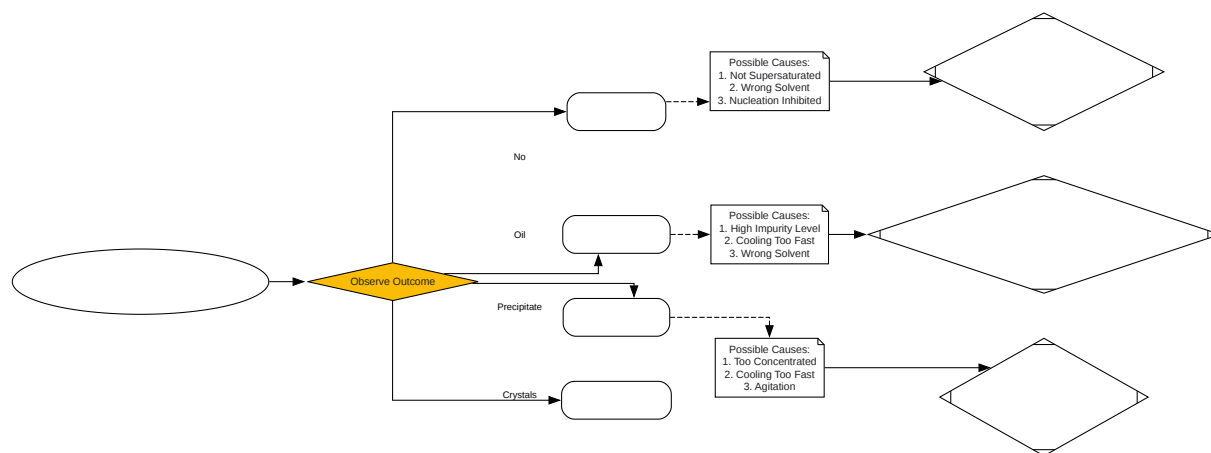 Possible Causes:
1. Not Supersaturated
2. Wrong Solvent
3. Nucleation Inhibited
No
Possible Causes:
1. High Impurity Level
2. Cooling Too Fast
3. Wrong Solvent
Oil
Observe Outcome
Precipitate
Possible Causes:
1. Too Concentrated
2. Cooling Too Fast
3. Agitation
Crystals